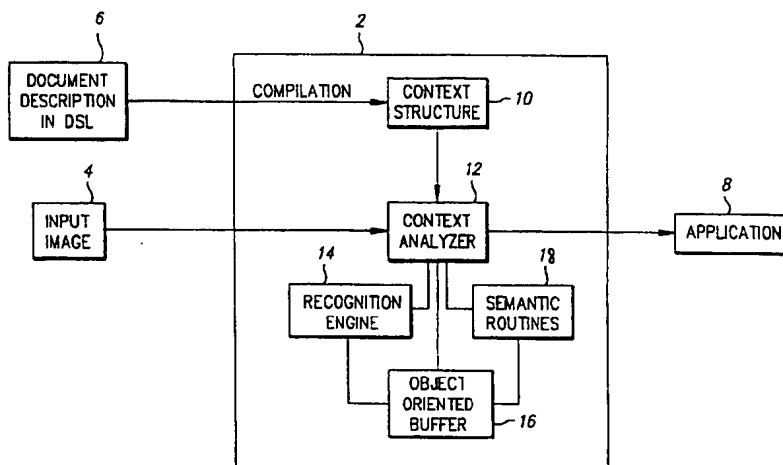 6
2
DOCUMENT
DESCRIPTION
IN DSL
COMPILATION
CONTEXT
STRUCTURE
10
4
12
8
INPUT
IMAGE
CONTEXT
ANALYZER
APPLICATION
14
18
RECOGNITION
ENGINE
SEMANTIC
ROUTINES
OBJECT
ORIENTED
BUFFER
16